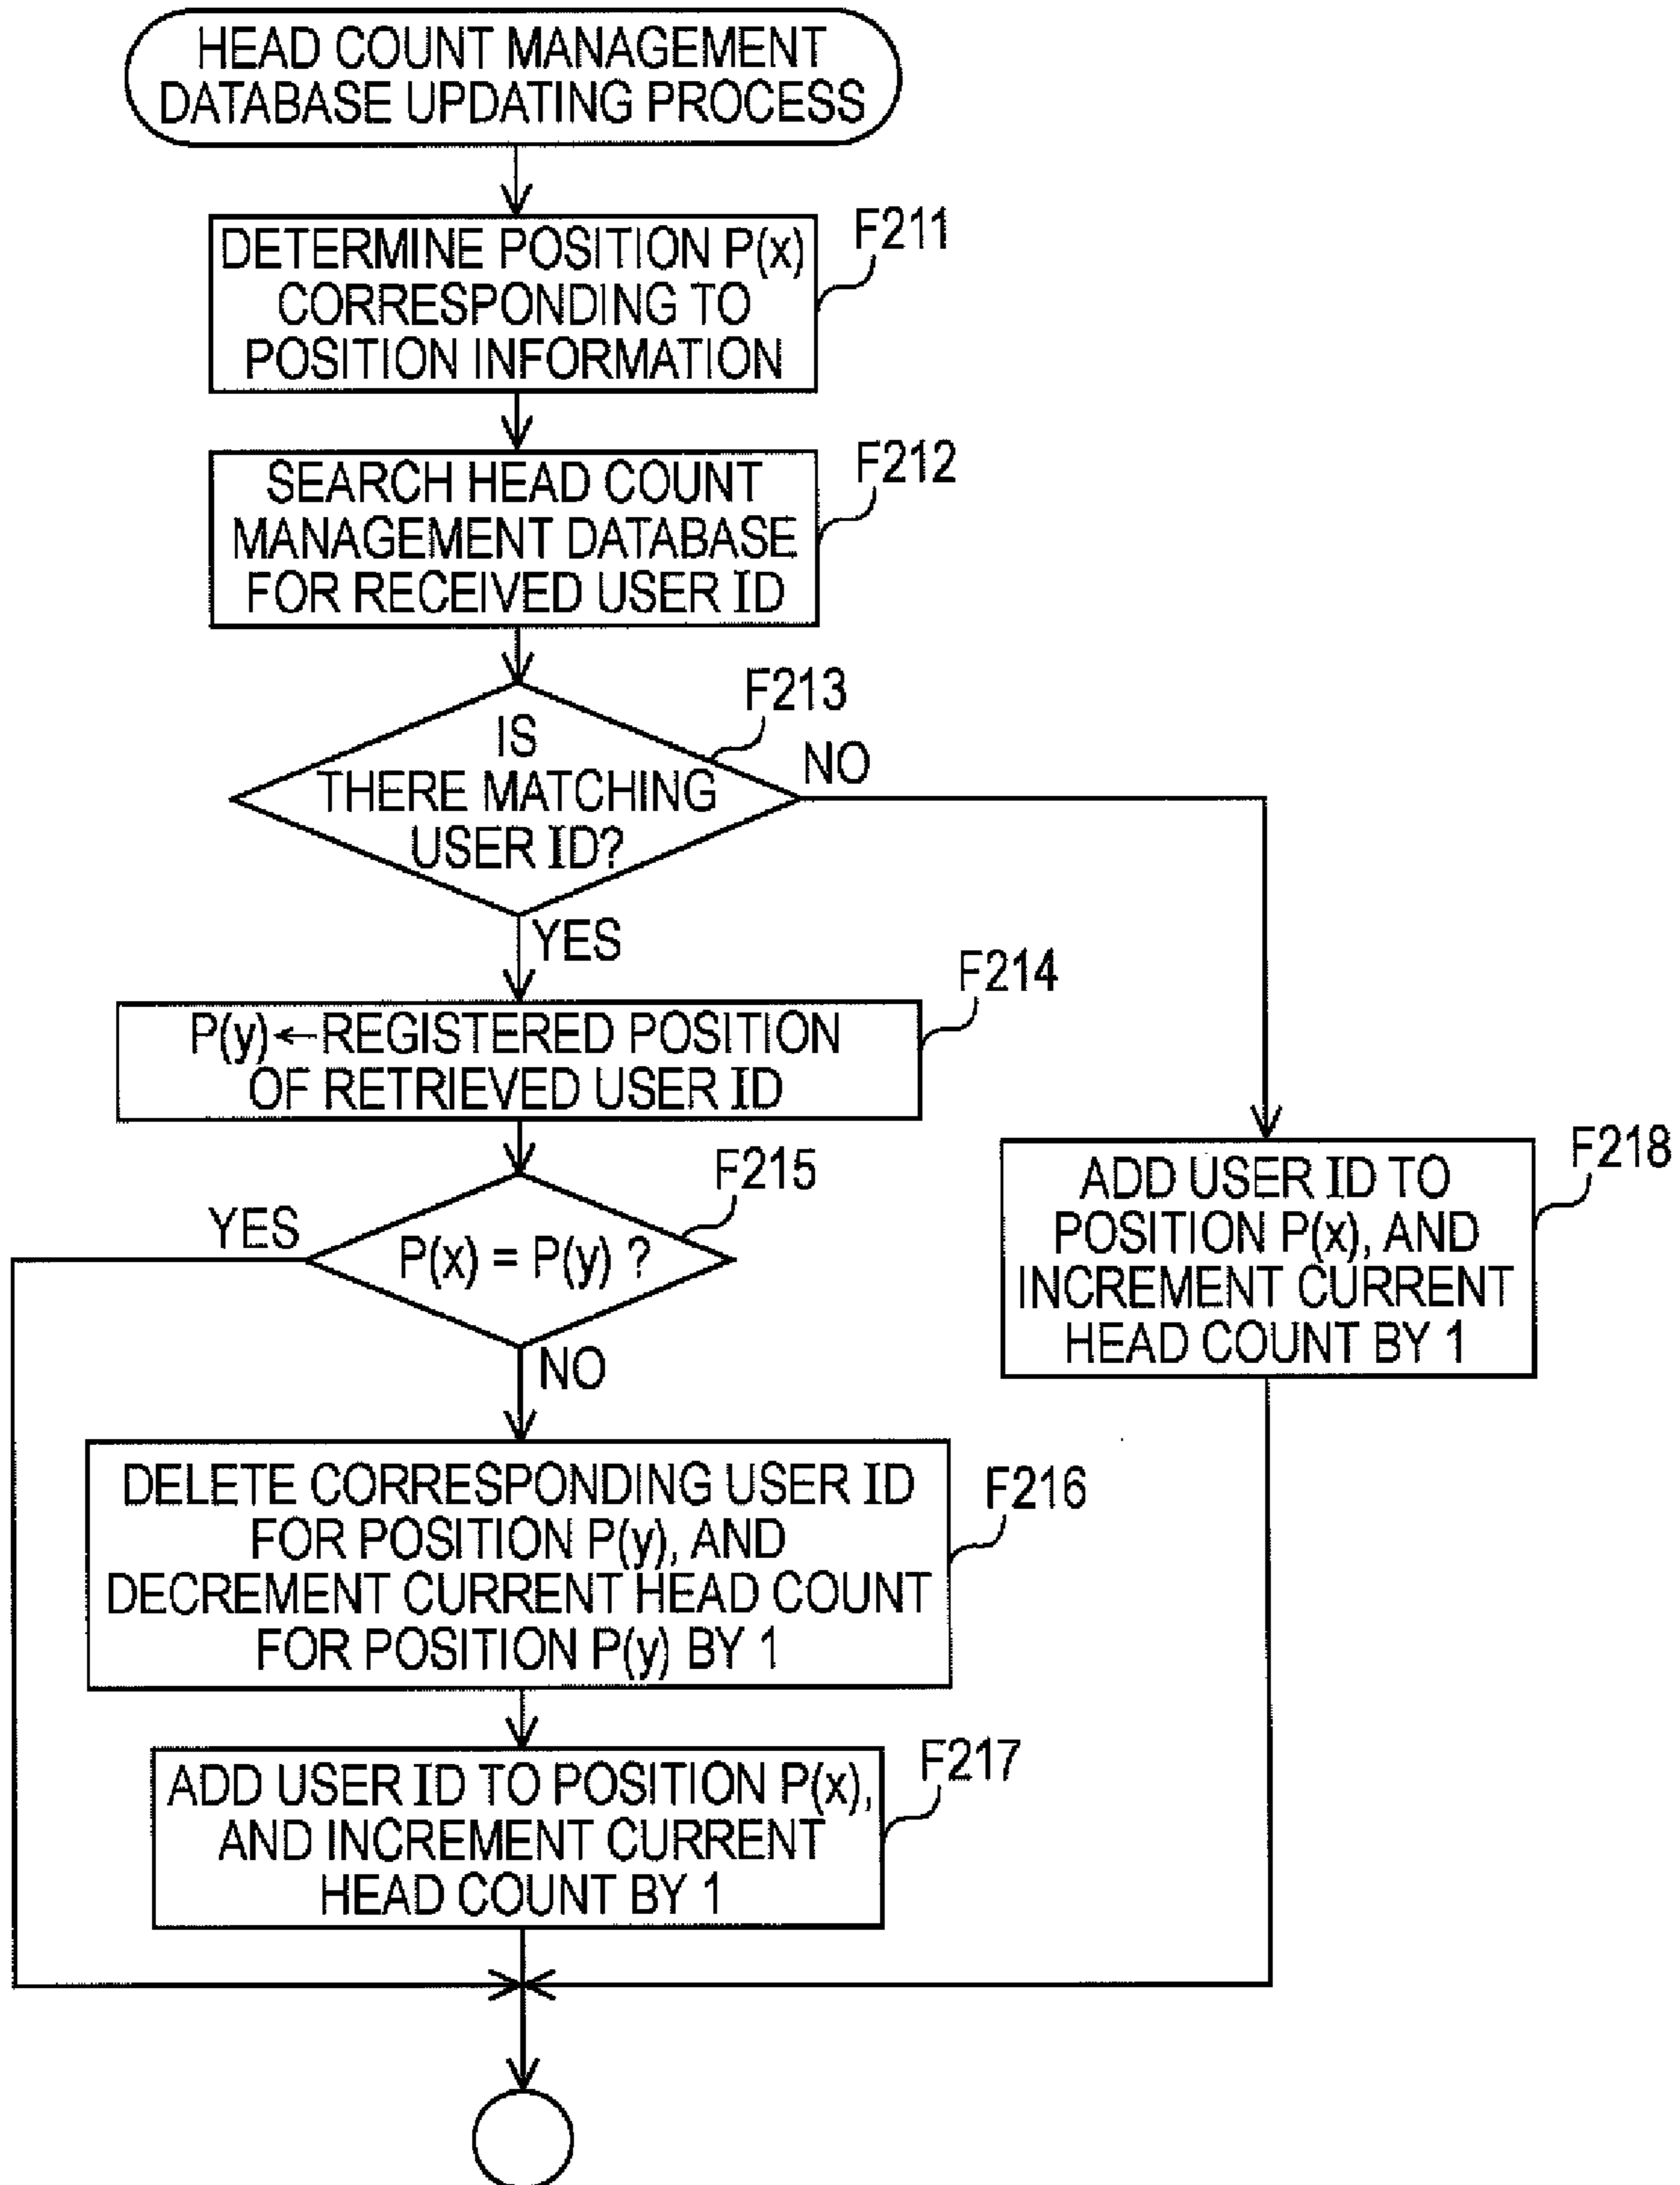 HEAD COUNT MANAGEMENT
DATABASE UPDATING PROCESS
F211
DETERMINE POSITION P(x)
CORRESPONDING TO
POSITION INFORMATION
F212
SEARCH HEAD COUNT
MANAGEMENT DATABASE
FOR RECEIVED USER ID
F213
IS
THERE MATCHING
USER ID?
NO
YES
F214
P(y)←REGISTERED POSITION
OF RETRIEVED USER ID
F215
P(x) = P(y) ?
YES
NO
F218
ADD USER ID TO
POSITION P(x), AND
INCREMENT CURRENT
HEAD COUNT BY 1
F216
DELETE CORRESPONDING USER ID
FOR POSITION P(y), AND
DECREMENT CURRENT HEAD COUNT
FOR POSITION P(y) BY 1
F217
ADD USER ID TO POSITION P(x),
AND INCREMENT CURRENT
HEAD COUNT BY 1